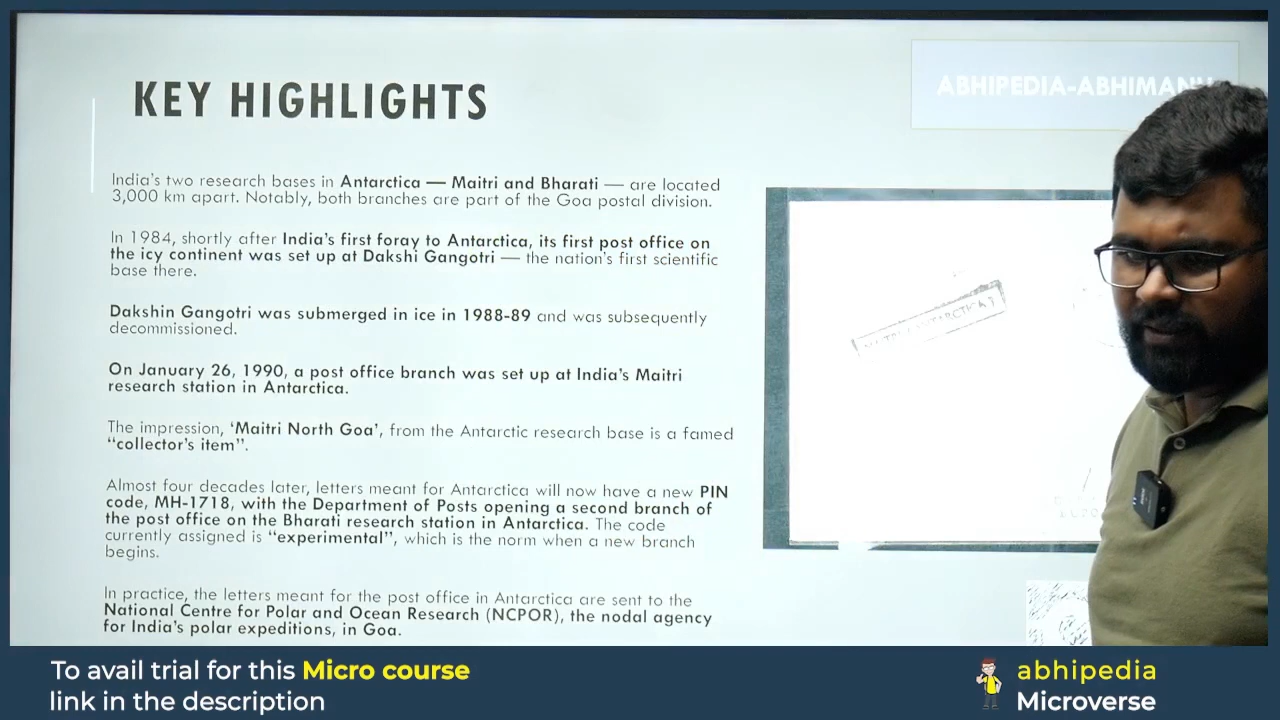 KEY HIGHLIGHTS
ABHIPEDIA-ABHIMANU
India's two research bases in Antarctica — Maitri and Bharati — are located
3,000 km apart. Notably, both branches are part of the Goa postal division.
In 1984, shortly after India's first foray to Antarctica, its first post office on
the icy continent was set up at Dakshi Gangotri — the nation's first scientific
base there.
Dakshin Gangotri was submerged in ice in 1988-89 and was subsequently
decommissioned.
On January 26, 1990, a post office branch was set up at India's Maitri
research station in Antarctica.
The impression, 'Maitri North Goa', from the Antarctic research base is a famed
"collector's item".
Almost four decades later, letters meant for Antarctica will now have a new PIN
code, MH-1718, with the Department of Posts opening a second branch of
the post office on the Bharati research station in Antarctica. The code
currently assigned is "experimental", which is the norm when a new branch
begins.
In practice, the letters meant for the post office in Antarctica are sent to the
National Centre for Polar and Ocean Research (NCPOR), the nodal agency
for India's polar expeditions, in Goa.
To avail trial for this Micro course
link in the description
abhipedia
Microverse